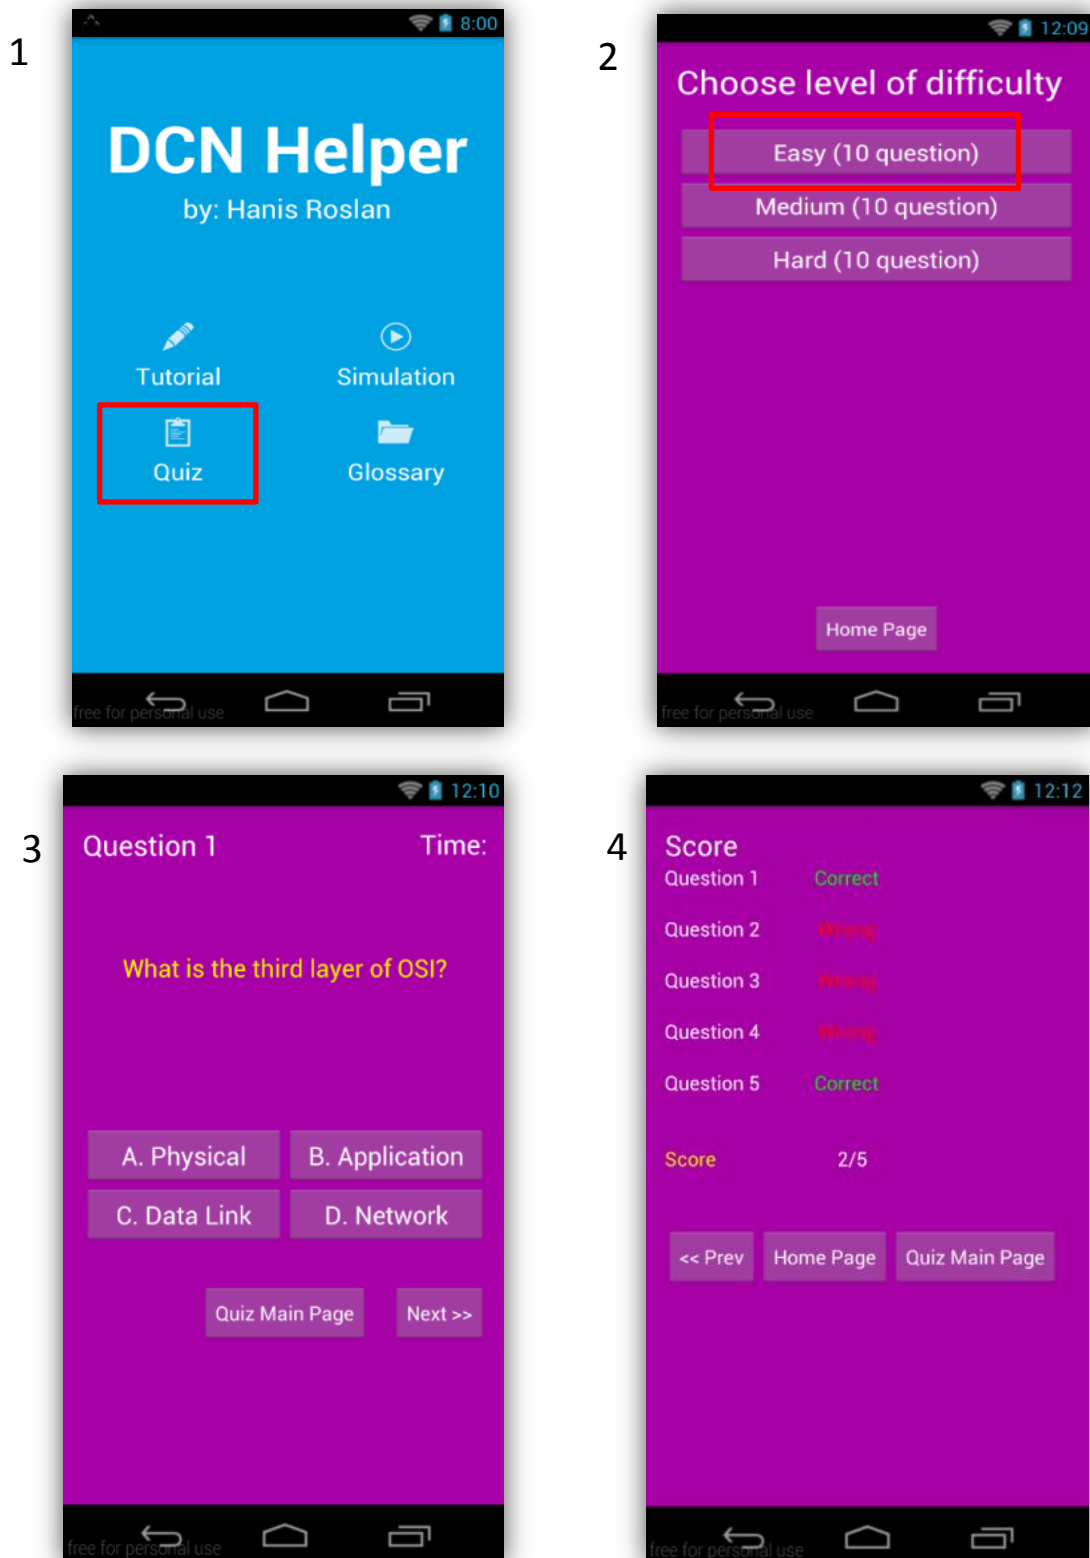 1
8:00
DCN Helper
by: Hanis Roslan
Tutorial
Simulation
Quiz
Glossary
free for personal use
2
12:09
Choose level of difficulty
Easy (10 question)
Medium (10 question)
Hard (10 question)
Home Page
free for personal use
3
12:10
Question 1 Time:
What is the third layer of OSI?
A. Physical B. Application
C. Data Link D. Network
Quiz Main Page Next >>
free for personal use
4
12:12
Score
Question 1 Correct
Question 2 Wrong
Question 3 Wrong
Question 4 Wrong
Question 5 Correct
Score 2/5
<< Prev Home Page Quiz Main Page
free for personal use